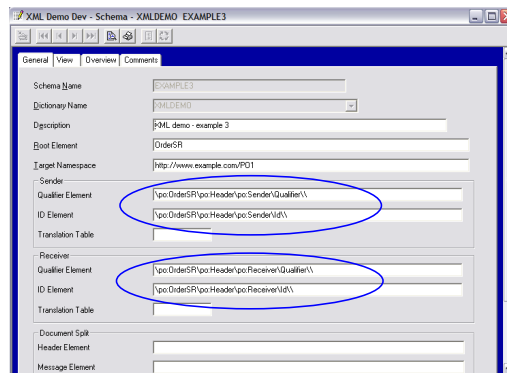 XML Demo Dev - Schema - XMLDEMO EXAMPLE3
General View Overview Comments
Schema Name EXAMPLE3
Dictionary Name XMLDEMO
Description XML demo - example 3
Root Element OrderSR
Target Namespace http://www.example.com/PO1
Sender
Qualifier Element \po:OrderSR\po:Header\po:Sender\Qualifier\\
ID Element \po:OrderSR\po:Header\po:Sender\Id\\
Translation Table
Receiver
Qualifier Element \po:OrderSR\po:Header\po:Receiver\Qualifier\\
ID Element \po:OrderSR\po:Header\po:Receiver\Id\\
Translation Table
Document Split
Header Element
Message Element